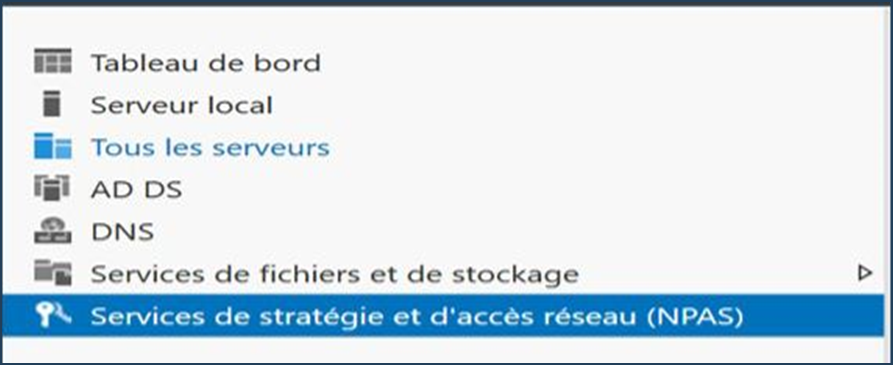 Tableau de bord
Serveur local
Tous les serveurs
AD DS
DNS
Services de fichiers et de stockage
Services de stratégie et d'accès réseau (NPAS)